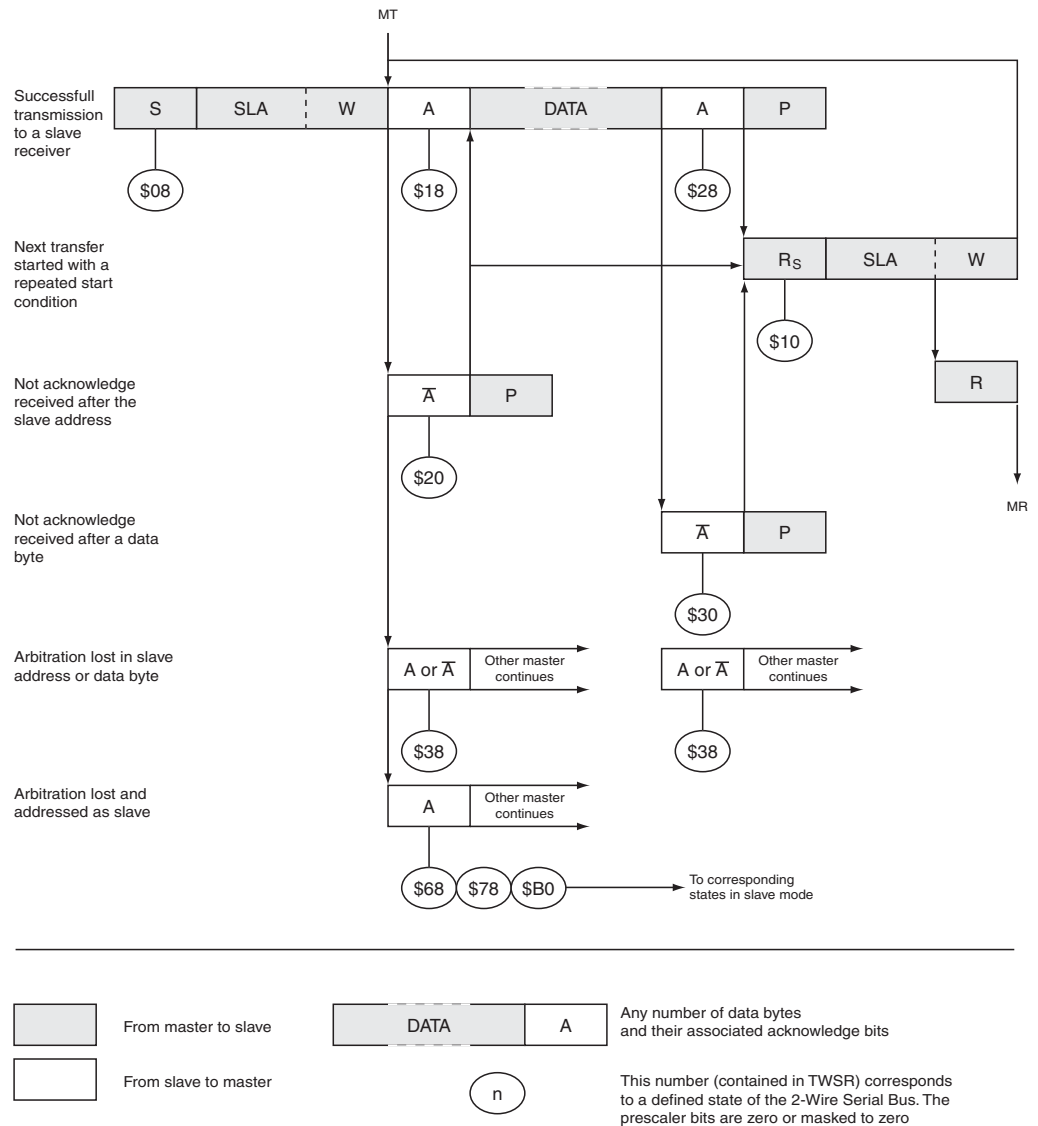 MT
Successfull
transmission
to a slave
receiver
S SLA W A DATA A P
$08 $18 $28
Next transfer
started with a
repeated start
condition
RS SLA W
$10
Not acknowledge
received after the
slave address
A̅ P
R
$20
MR
Not acknowledge
received after a data
byte
A̅ P
$30
Arbitration lost in slave
address or data byte
A or A̅
Other master
continues
A or A̅
Other master
continues
$38 $38
Arbitration lost and
addressed as slave
A
Other master
continues
$68 $78 $B0
To corresponding
states in slave mode
From master to slave
DATA A
Any number of data bytes
and their associated acknowledge bits
From slave to master
n
This number (contained in TWSR) corresponds
to a defined state of the 2-Wire Serial Bus. The
prescaler bits are zero or masked to zero